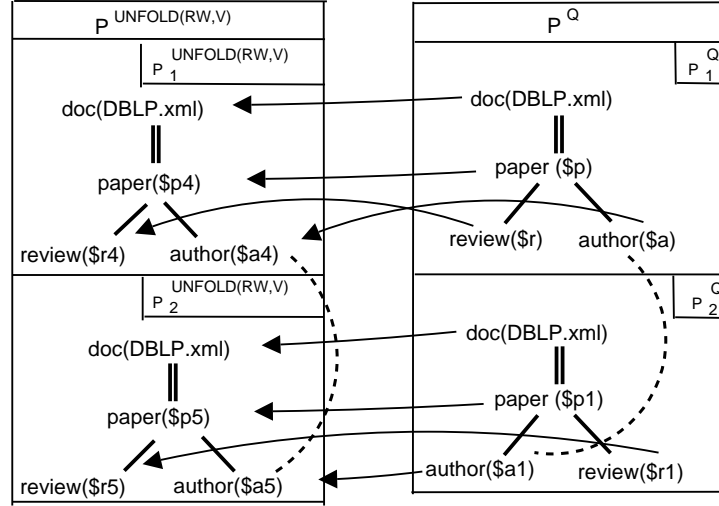 P UNFOLD(RW,V)
P 1 UNFOLD(RW,V)
doc(DBLP.xml)
paper($p4)
review($r4) author($a4)
P 2 UNFOLD(RW,V)
doc(DBLP.xml)
paper($p5)
review($r5) author($a5)
P Q
P 1 Q
doc(DBLP.xml)
paper ($p)
review($r) author($a)
P 2 Q
doc(DBLP.xml)
paper ($p1)
author($a1) review($r1)